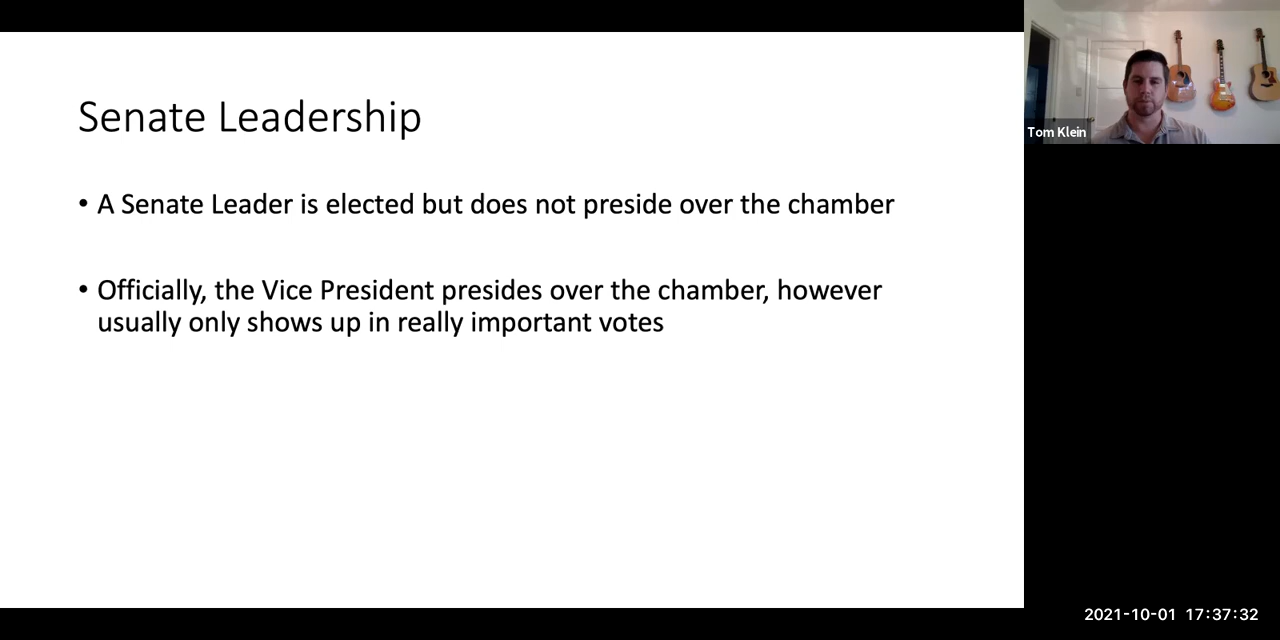 Senate Leadership
• A Senate Leader is elected but does not preside over the chamber
• Officially, the Vice President presides over the chamber, however
usually only shows up in really important votes
Tom Klein
2021-10-01 17:37:32